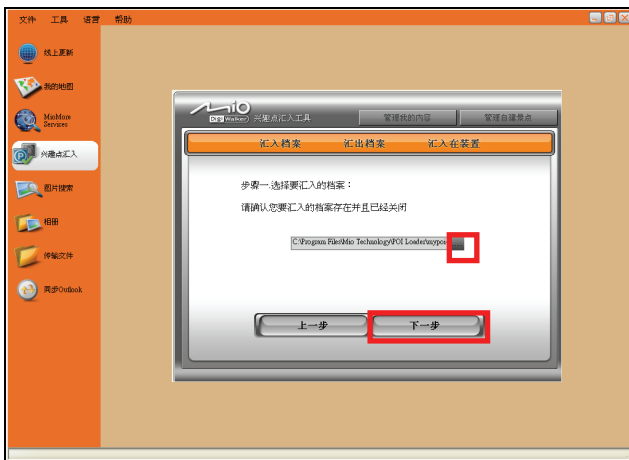 文件 工具 语言 帮助
线上更新
我的地图
MioMore
Services
兴趣点汇入
图片搜索
相册
传输文件
同步Outlook
Mio
DigiWalker 兴趣点汇入工具 管理我的内容 管理自建景点
汇入档案 汇出档案 汇入在装置
步骤一.选择要汇入的档案：
请确认您要汇入的档案存在并且已经关闭
C:\Program Files\Mio Technology\POI Loader\mypoi
上一步 下一步